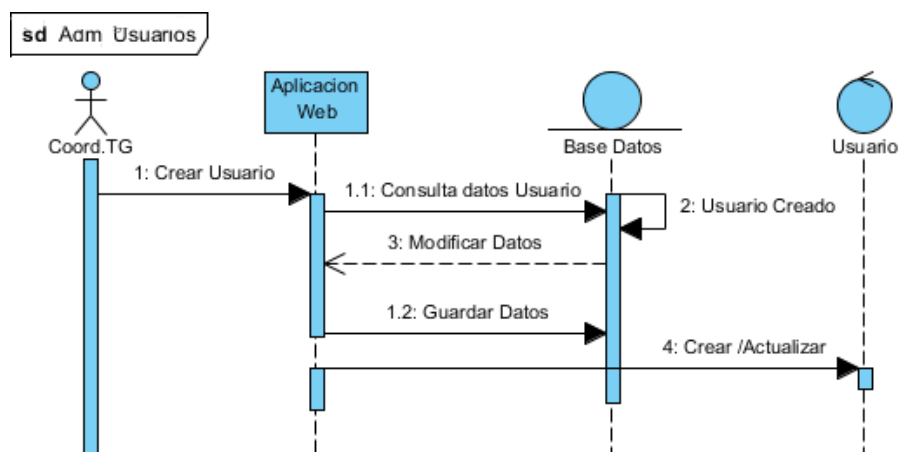 sd Adm Usuarios
Aplicacion
Web
Coord.TG
Base Datos
Usuario
1: Crear Usuario
1.1: Consulta datos Usuario
2: Usuario Creado
3: Modificar Datos
1.2: Guardar Datos
4: Crear /Actualizar